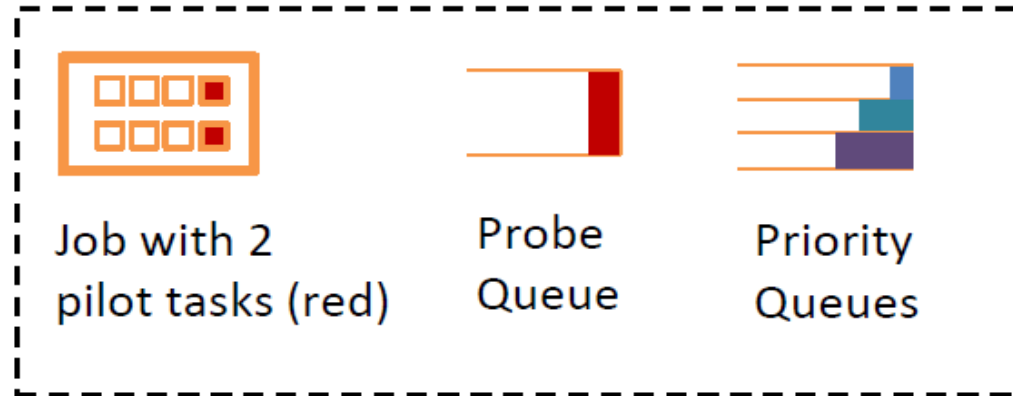 Job with 2
pilot tasks (red)
Probe
Queue
Priority
Queues